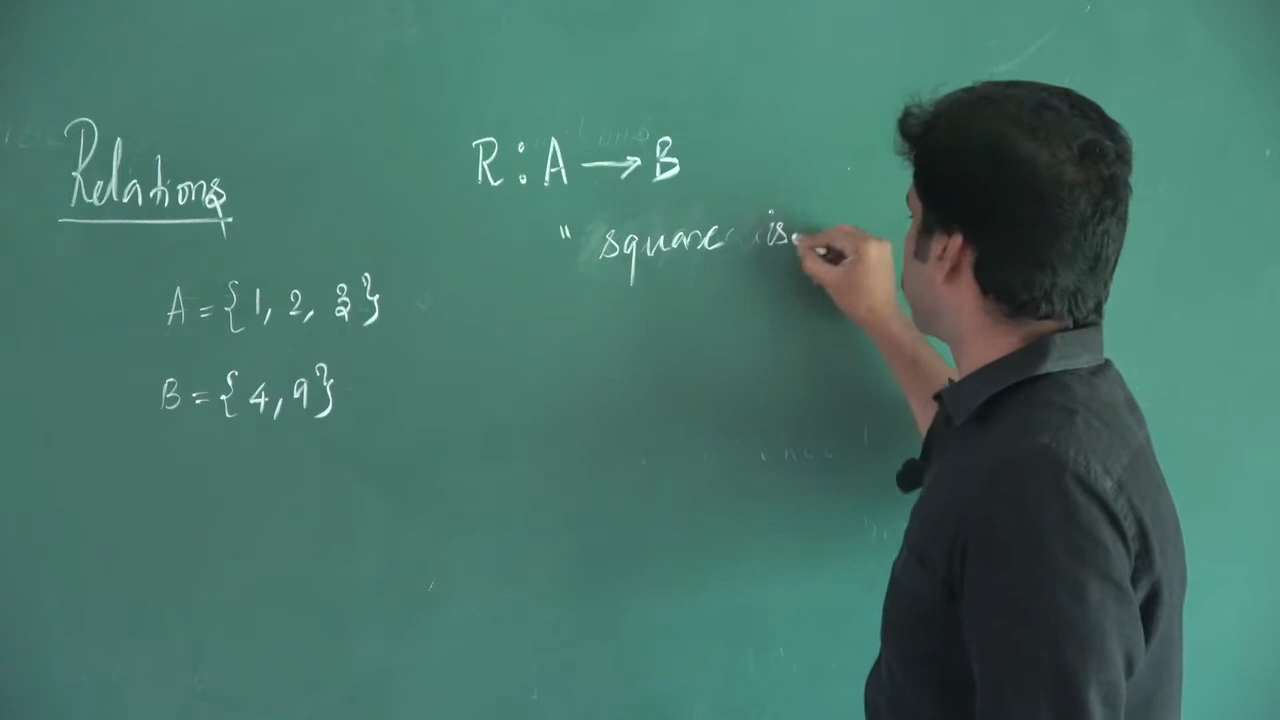 Relations
R : A → B
" square is
A = {1, 2, 3}
B = {4, 9}